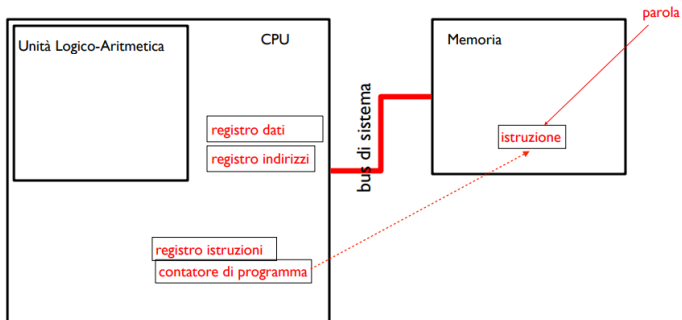 parola
Unità Logico-Aritmetica
CPU
Memoria
registro dati
registro indirizzi
bus di sistema
istruzione
registro istruzioni
contatore di programma